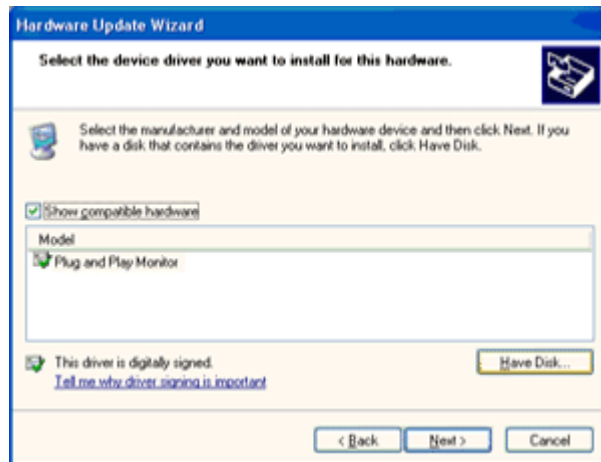 Hardware Update Wizard
Select the device driver you want to install for this hardware.
Select the manufacturer and model of your hardware device and then click Next. If you
have a disk that contains the driver you want to install, click Have Disk.
Show compatible hardware
Model
Plug and Play Monitor
This driver is digitally signed.
Have Disk...
Tell me why driver signing is important
< Back
Next >
Cancel